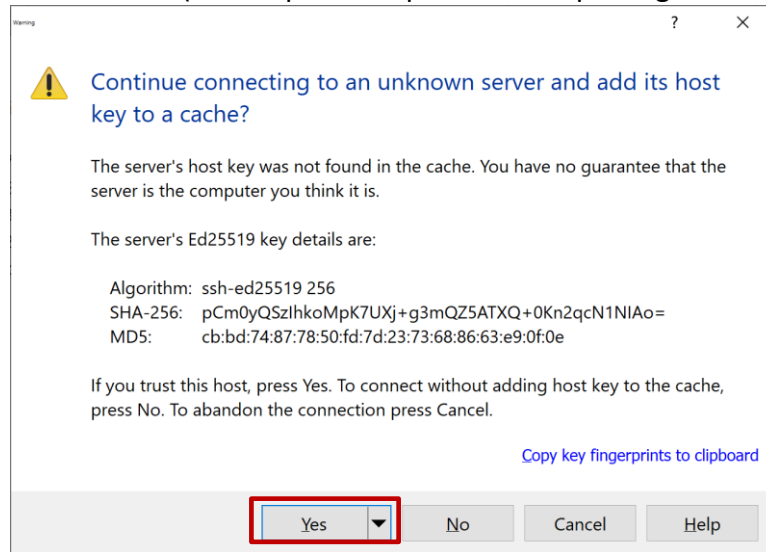 Warning
?
Continue connecting to an unknown server and add its host
key to a cache?
The server's host key was not found in the cache. You have no guarantee that the
server is the computer you think it is.
The server's Ed25519 key details are:
Algorithm: ssh-ed25519 256
SHA-256: pCm0yQSzIhkoMpK7UXj+g3mQZ5ATXQ+0Kn2qcN1NIAo=
MD5: cb:bd:74:87:78:50:fd:7d:23:73:68:86:63:e9:0f:0e
If you trust this host, press Yes. To connect without adding host key to the cache,
press No. To abandon the connection press Cancel.
Copy key fingerprints to clipboard
Yes No Cancel Help